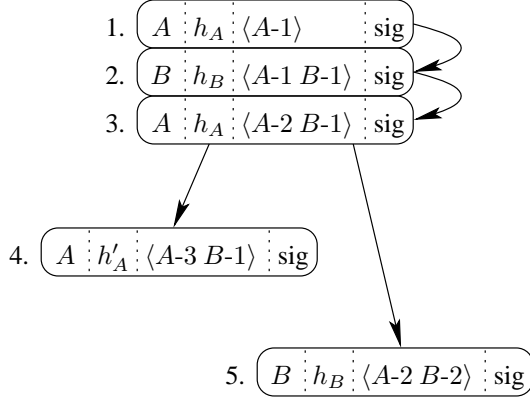 1. A h_A ⟨A-1⟩ sig
2. B h_B ⟨A-1 B-1⟩ sig
3. A h_A ⟨A-2 B-1⟩ sig
4. A h'_A ⟨A-3 B-1⟩ sig
5. B h_B ⟨A-2 B-2⟩ sig